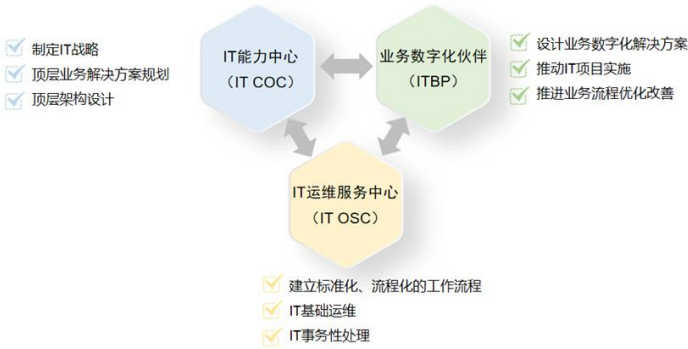 制定IT战略
顶层业务解决方案规划
顶层架构设计
IT能力中心
（IT COC）
业务数字化伙伴
（ITBP）
设计业务数字化解决方案
推动IT项目实施
推进业务流程优化改善
IT运维服务中心
（IT OSC）
建立标准化、流程化的工作流程
IT基础运维
IT事务性处理